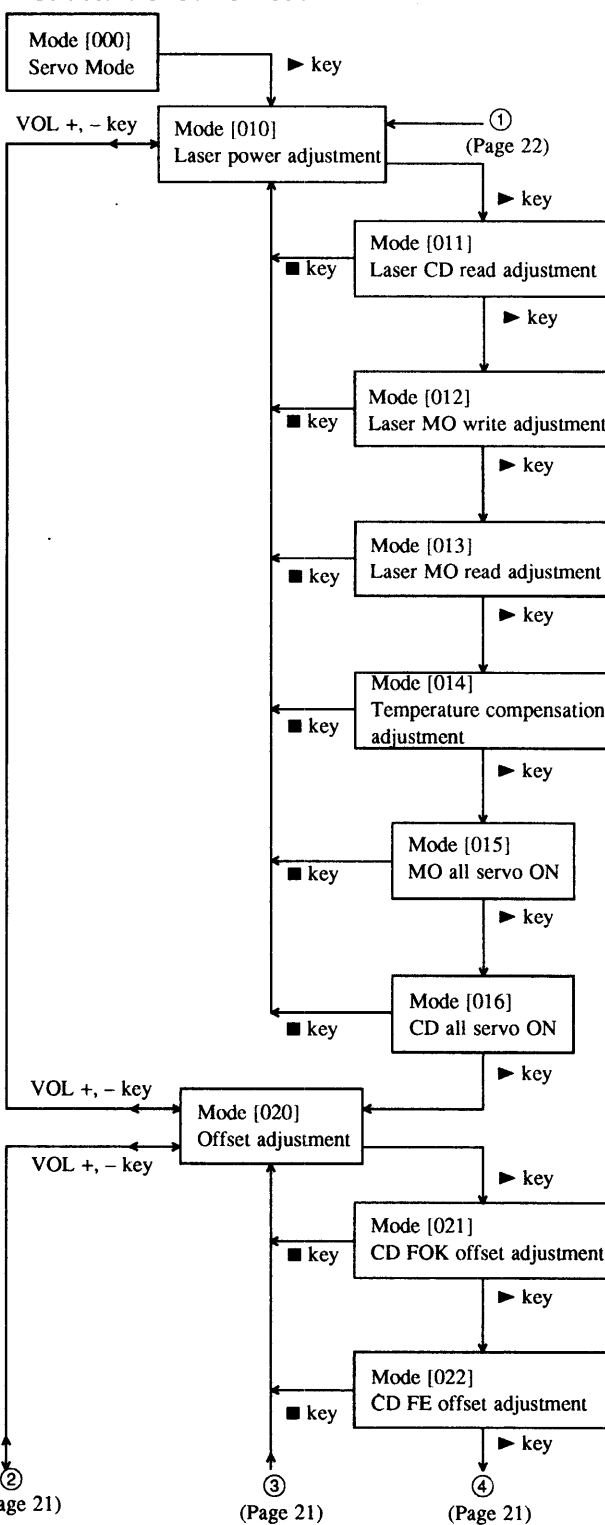 Mode [000]
Servo Mode
► key
VOL +, – key
Mode [010]
Laser power adjustment
①
(Page 22)
► key
Mode [011]
Laser CD read adjustment
■ key
► key
Mode [012]
Laser MO write adjustment
■ key
► key
Mode [013]
Laser MO read adjustment
■ key
► key
Mode [014]
Temperature compensation
adjustment
■ key
► key
Mode [015]
MO all servo ON
■ key
► key
Mode [016]
CD all servo ON
■ key
► key
VOL +, – key
Mode [020]
Offset adjustment
VOL +, – key
► key
Mode [021]
CD FOK offset adjustment
■ key
► key
Mode [022]
CD FE offset adjustment
■ key
► key
②
age 21)
③
(Page 21)
④
(Page 21)